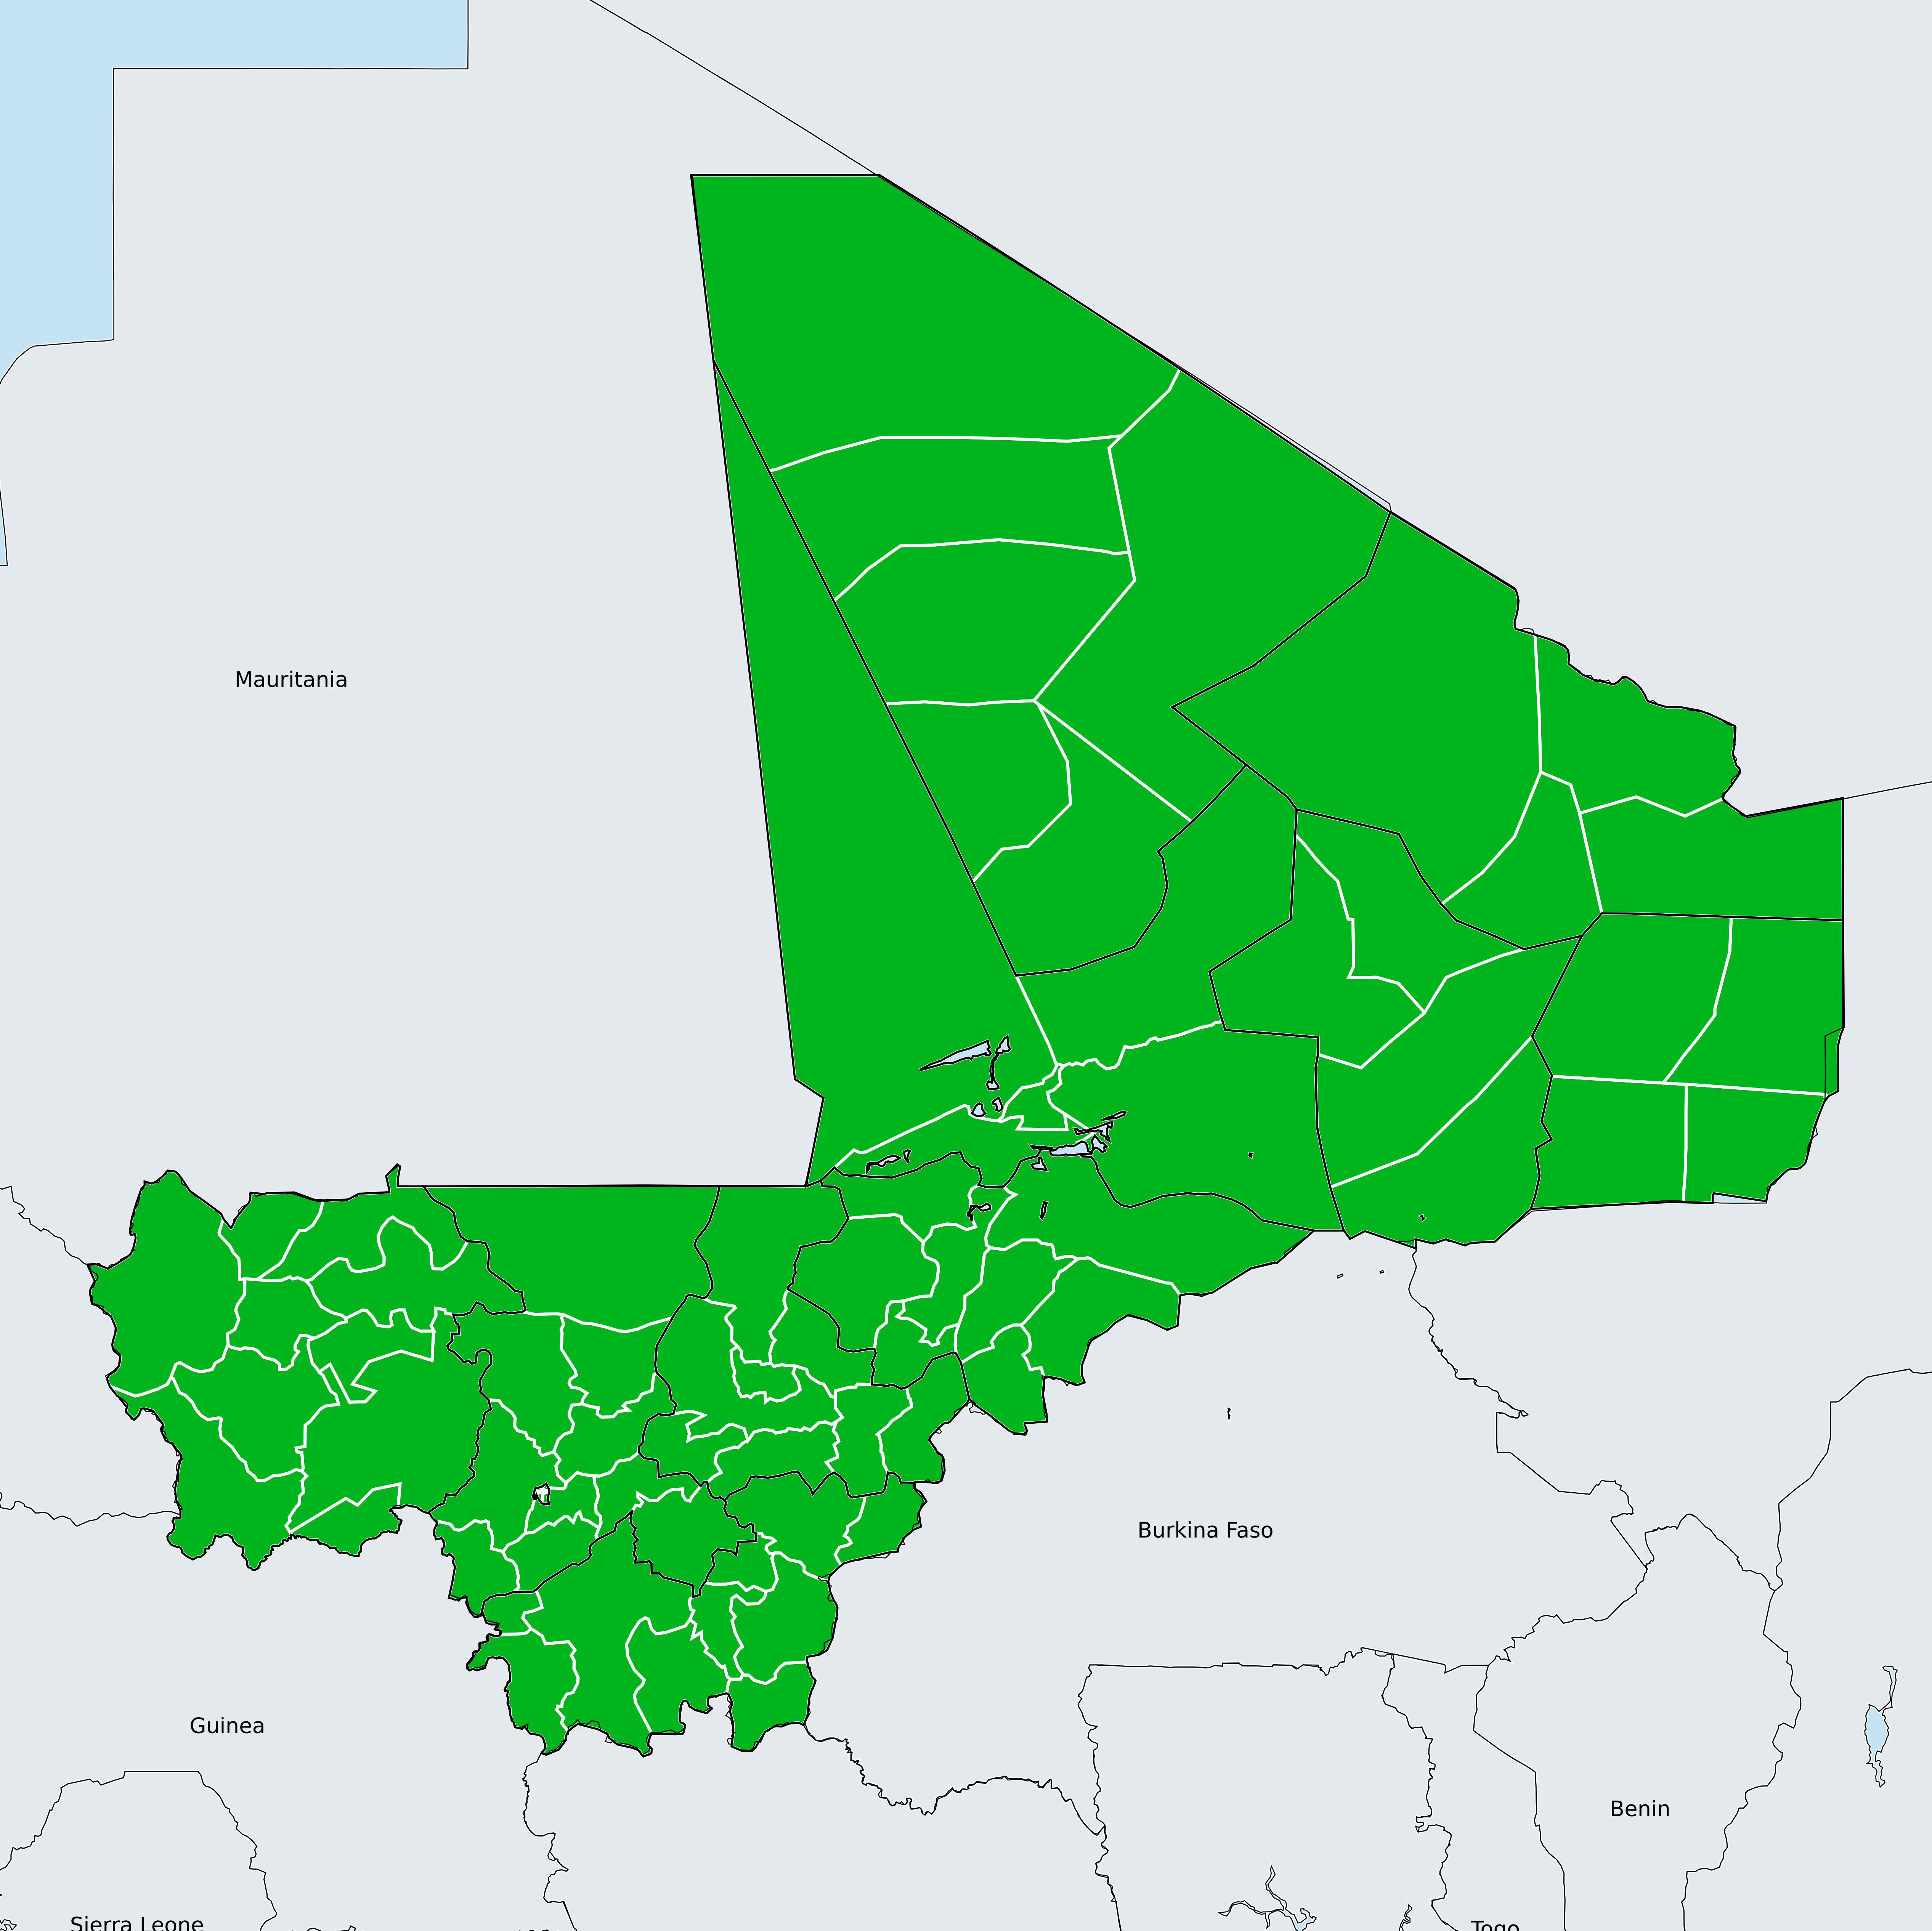 Mauritania
Burkina Faso
Guinea
Benin
Sierra Leone
Togo